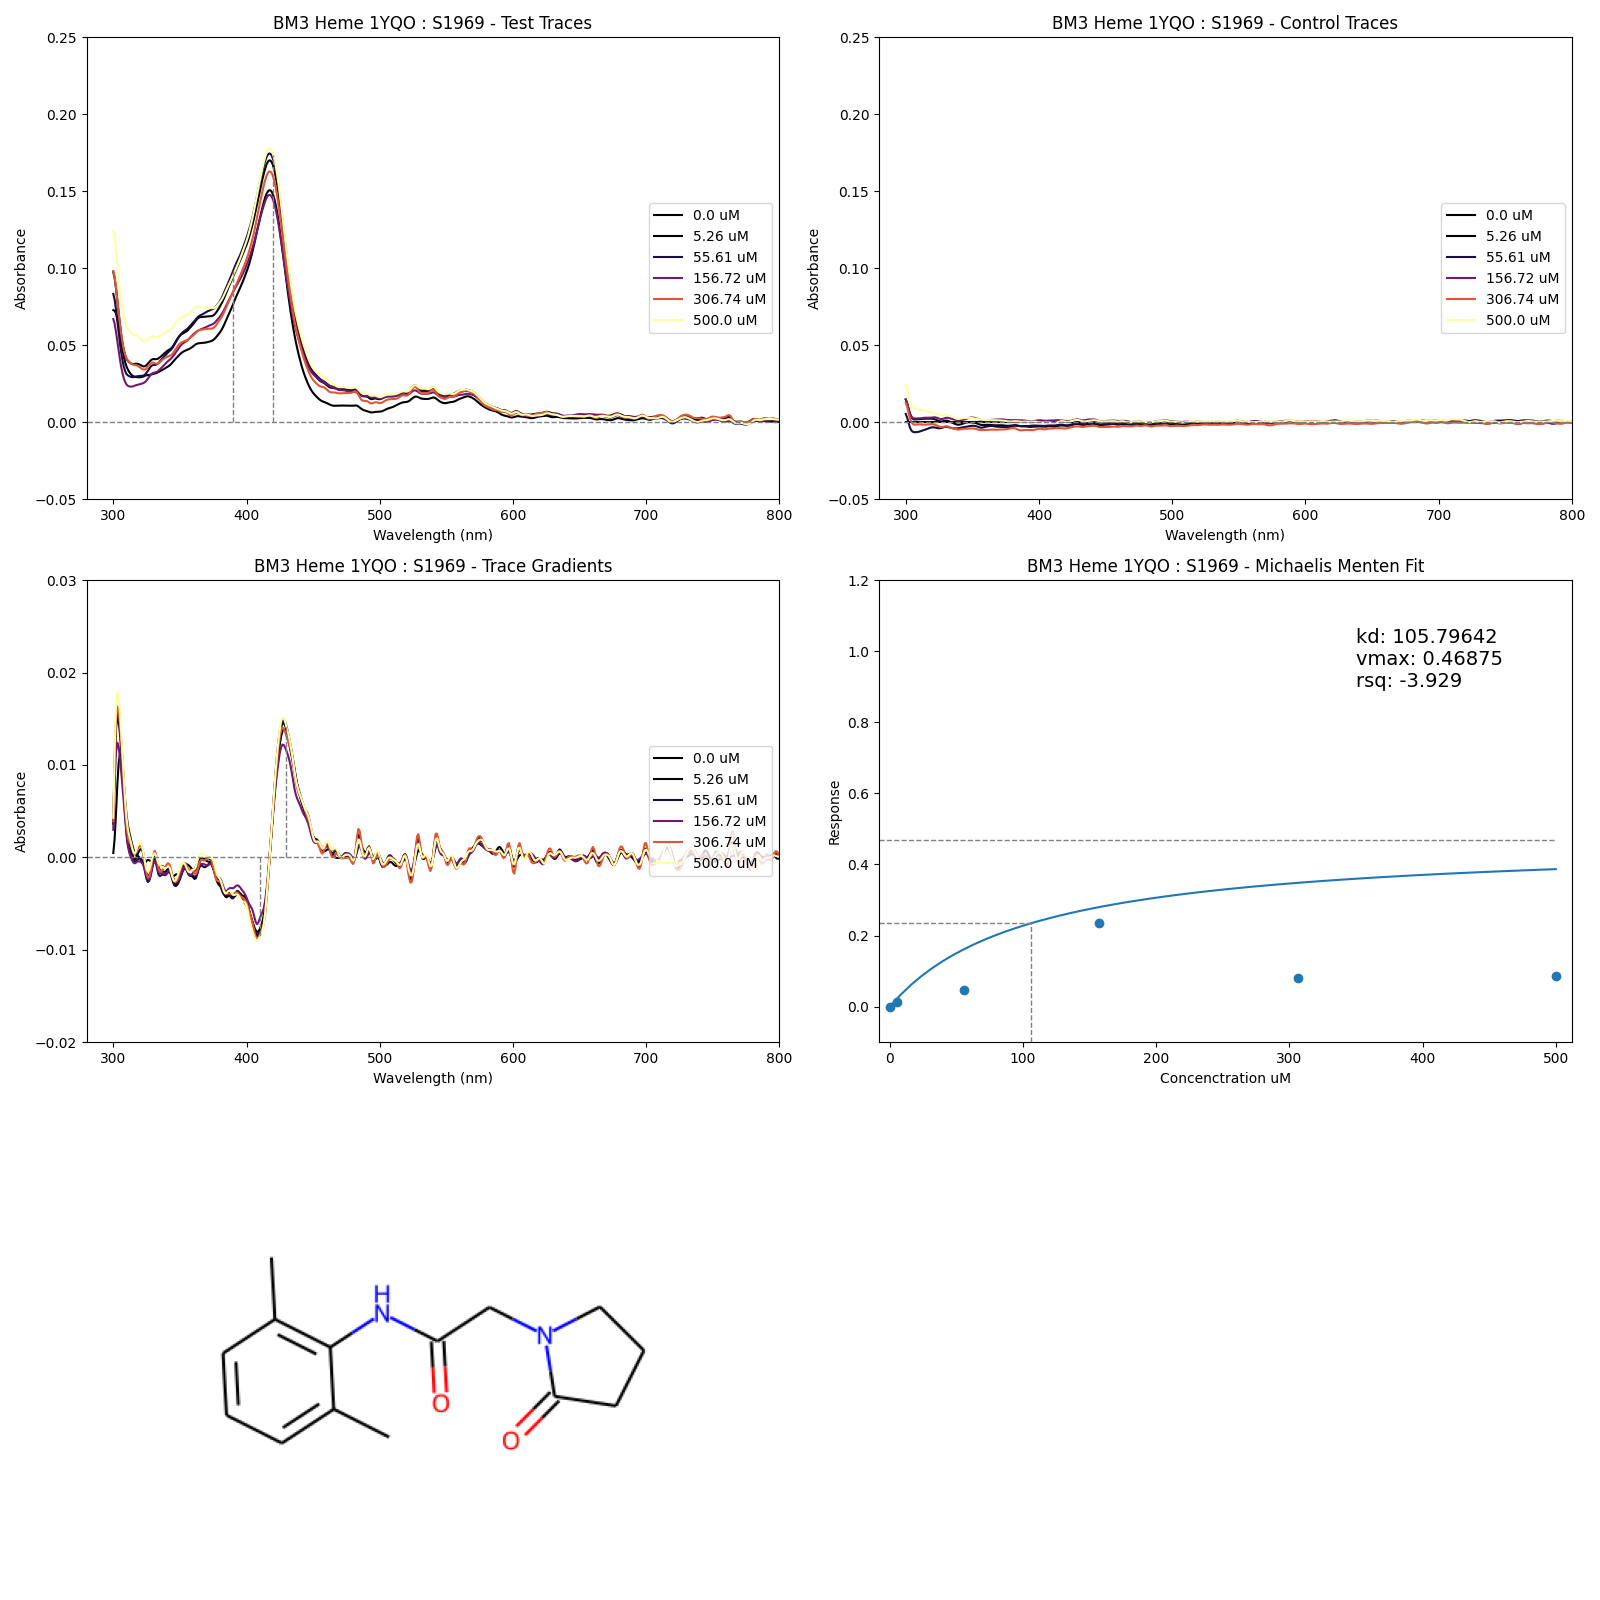 BM3 Heme 1YQO : S1969 - Test Traces
0.25
0.20
0.15
0.10
0.05
0.00
−0.05
Absorbance
300
400
500
600
700
800
Wavelength (nm)
0.0 uM
5.26 uM
55.61 uM
156.72 uM
306.74 uM
500.0 uM
BM3 Heme 1YQO : S1969 - Control Traces
0.25
0.20
0.15
0.10
0.05
0.00
−0.05
Absorbance
300
400
500
600
700
800
Wavelength (nm)
0.0 uM
5.26 uM
55.61 uM
156.72 uM
306.74 uM
500.0 uM
BM3 Heme 1YQO : S1969 - Trace Gradients
0.03
0.02
0.01
0.00
−0.01
−0.02
Absorbance
300
400
500
600
700
800
Wavelength (nm)
0.0 uM
5.26 uM
55.61 uM
156.72 uM
306.74 uM
500.0 uM
BM3 Heme 1YQO : S1969 - Michaelis Menten Fit
1.2
1.0
0.8
0.6
0.4
0.2
0.0
Response
kd: 105.79642
vmax: 0.46875
rsq: -3.929
0
100
200
300
400
500
Concenctration uM
H
N
N
O
O